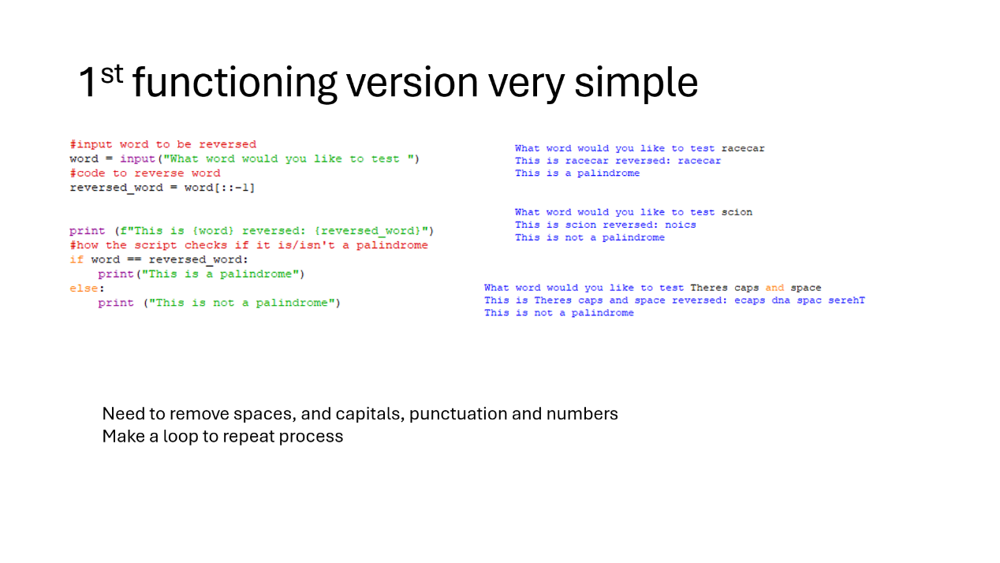 1st functioning version very simple
#input word to be reversed
word = input("What word would you like to test ")
#code to reverse word
reversed_word = word[::-1]
print (f"This is {word} reversed: {reversed_word}")
#how the script checks if it is/isn't a palindrome
if word == reversed_word:
    print("This is a palindrome")
else:
    print ("This is not a palindrome")
What word would you like to test racecar
This is racecar reversed: racecar
This is a palindrome
What word would you like to test scion
This is scion reversed: noics
This is not a palindrome
What word would you like to test Theres caps and space
This is Theres caps and space reversed: ecaps dna spac serehT
This is not a palindrome
Need to remove spaces, and capitals, punctuation and numbers
Make a loop to repeat process